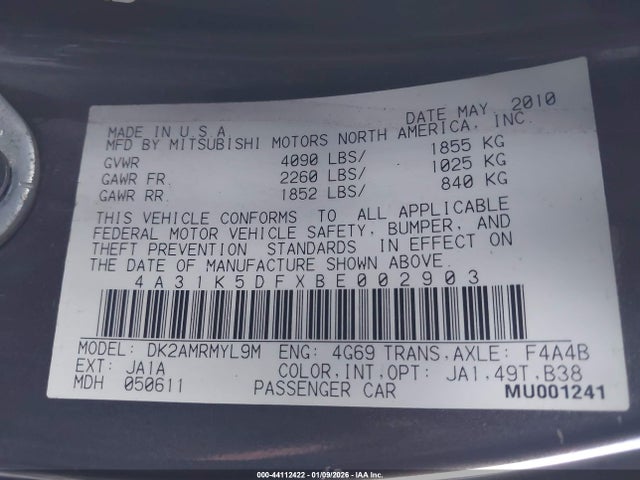 DATE MAY 2010
MADE IN U.S.A
MFD BY MITSUBISHI MOTORS NORTH AMERICA, INC.
GVWR 4090 LBS/ 1855 KG
GAWR FR. 2260 LBS/ 1025 KG
GAWR RR. 1852 LBS/ 840 KG
THIS VEHICLE CONFORMS TO ALL APPLICABLE
FEDERAL MOTOR VEHICLE SAFETY, BUMPER, AND
THEFT PREVENTION STANDARDS IN EFFECT ON
THE DATE OF MANUFACTURE SHOWN ABOVE.
4A31K5DFXBE002903
MODEL: DK2AMRMYL9M ENG: 4G69 TRANS,AXLE: F4A4B
EXT: JA1A COLOR,INT,OPT: JA1,49T,B38
MDH 050611 PASSENGER CAR
MU001241
000-44112422 | 01/09/2026 | IAA Inc.